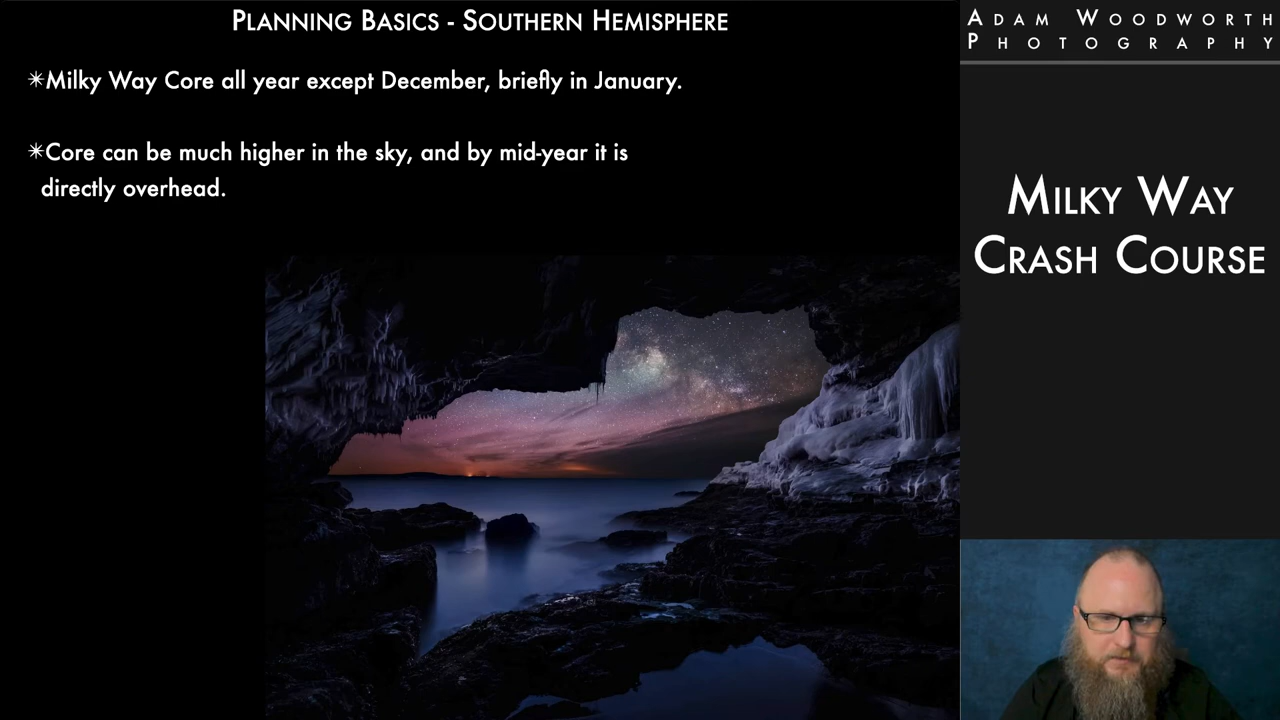 Planning Basics - Southern Hemisphere
✴Milky Way Core all year except December, briefly in January.
✴Core can be much higher in the sky, and by mid-year it is
directly overhead.
Adam Woodworth
Photography
Milky Way
Crash Course